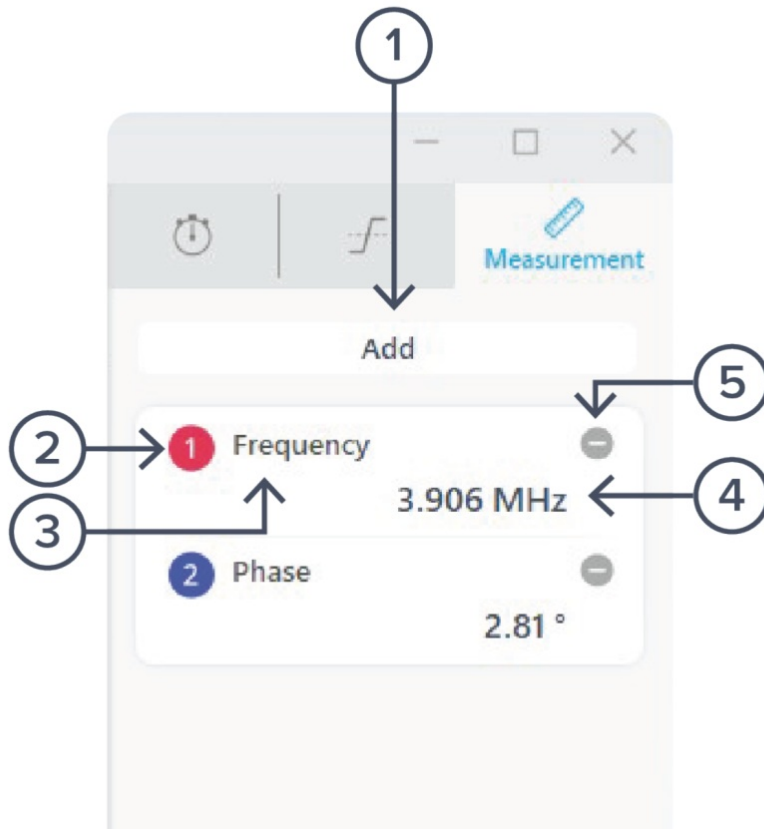 1
Measurement
Add
5
2
1 Frequency
3.906 MHz
4
3
2 Phase
2.81 °